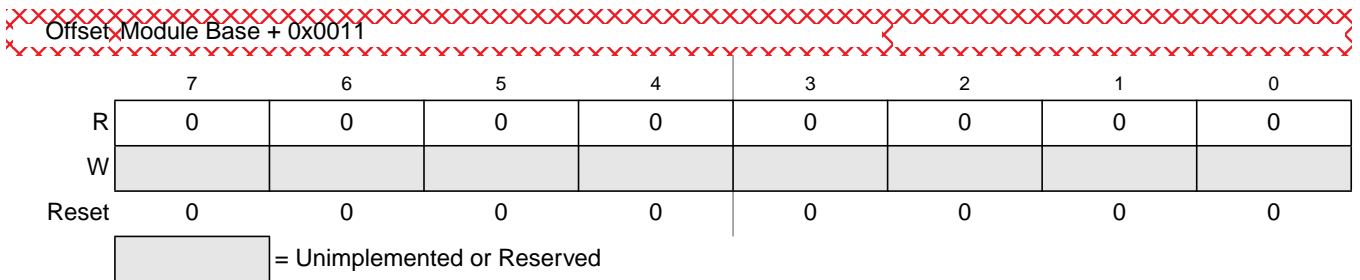 Offset Module Base + 0x0011
7 6 5 4 3 2 1 0
R 0 0 0 0 0 0 0 0
W
Reset 0 0 0 0 0 0 0 0
= Unimplemented or Reserved